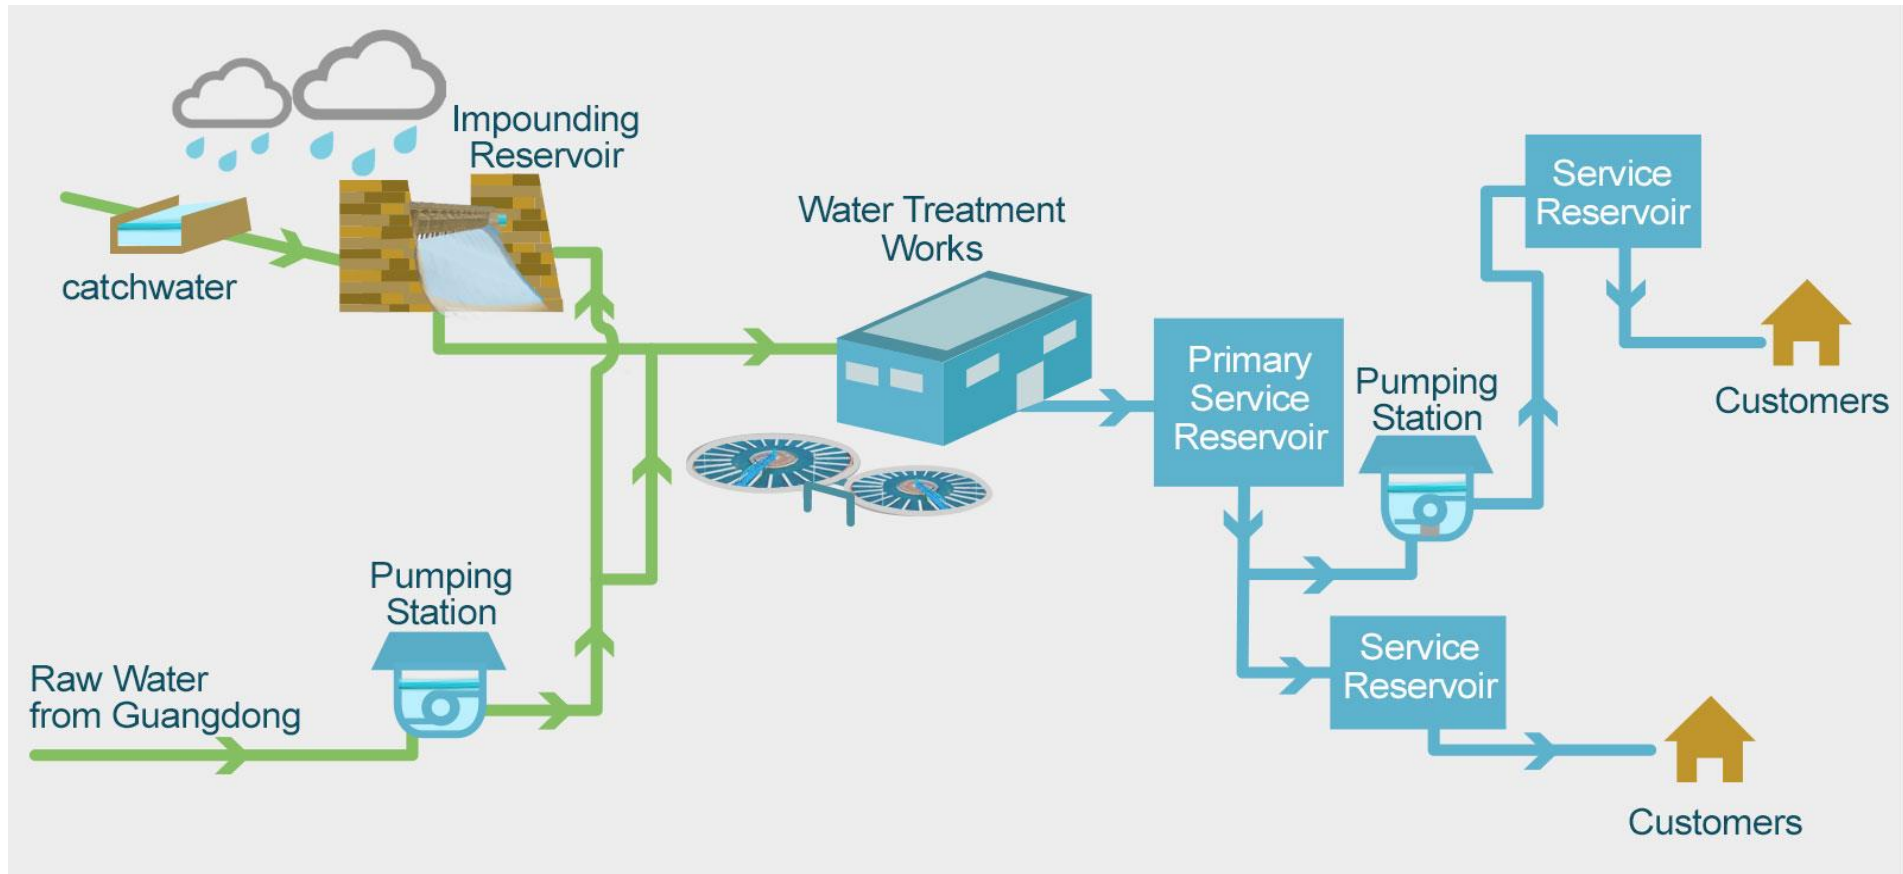 Impounding
Reservoir
catchwater
Water Treatment
Works
Service
Reservoir
Customers
Primary
Service
Reservoir
Pumping
Station
Pumping
Station
Raw Water
from Guangdong
Service
Reservoir
Customers